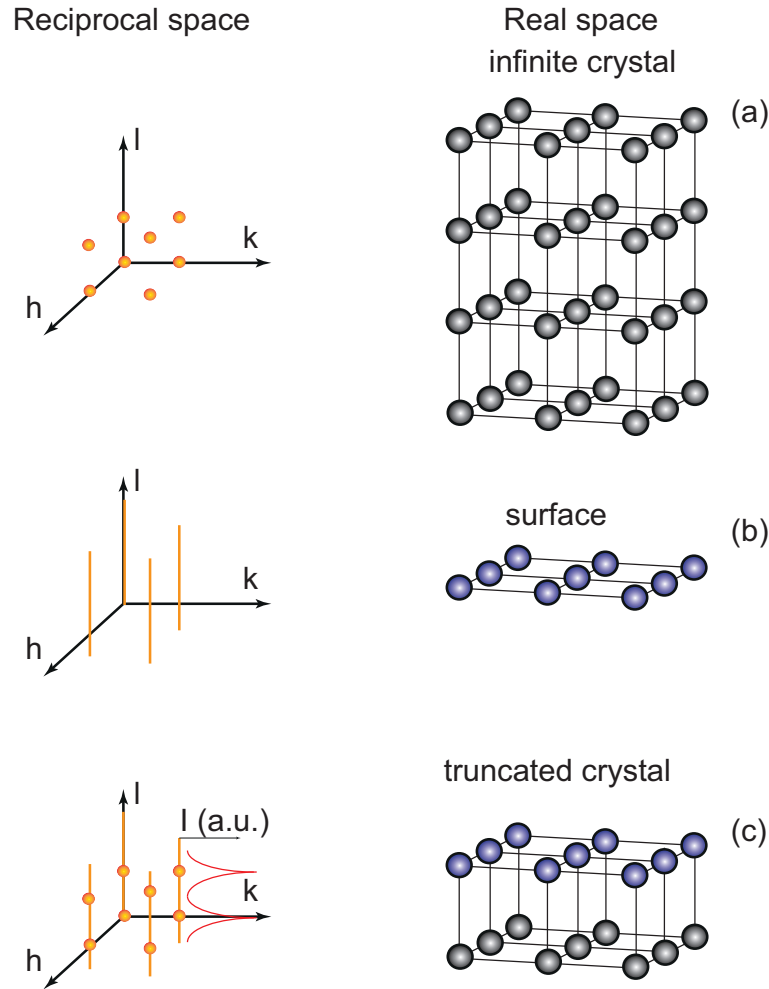 Reciprocal space
Real space
infinite crystal
(a)
l
k
h
surface
(b)
l
k
h
truncated crystal
(c)
l
I (a.u.)
k
h